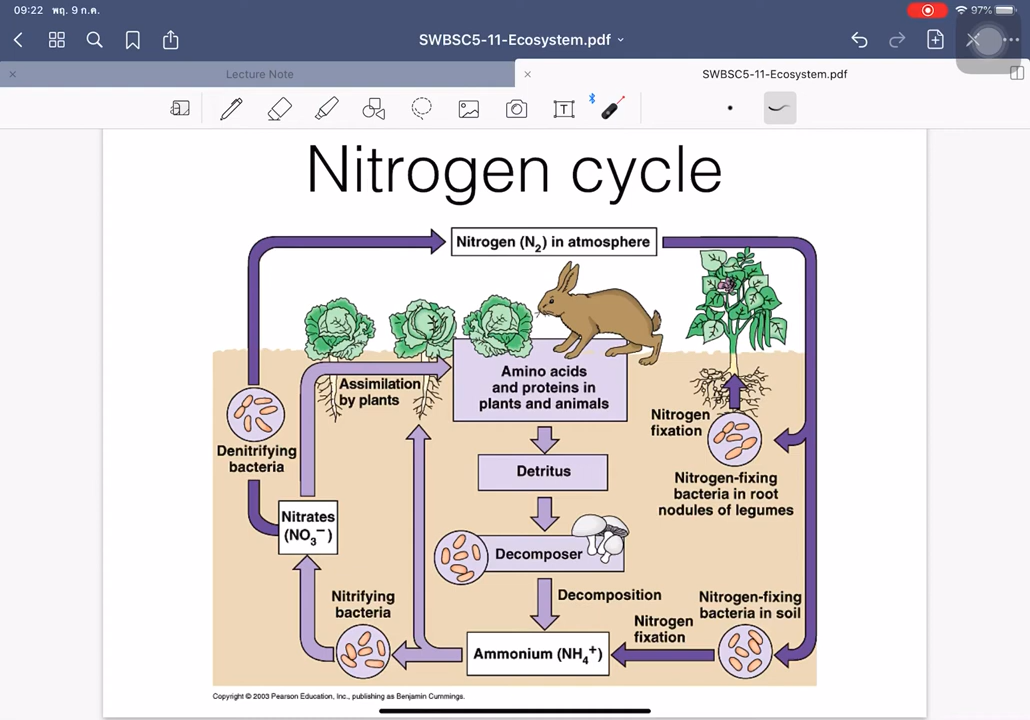 09:22 พฤ. 9 ก.ค.
97%
SWBSC5-11-Ecosystem.pdf
Lecture Note
SWBSC5-11-Ecosystem.pdf
T
Nitrogen cycle
Nitrogen (N₂) in atmosphere
Assimilation
by plants
Amino acids
and proteins in
plants and animals
Denitrifying
bacteria
Nitrogen
fixation
Nitrogen-fixing
bacteria in root
nodules of legumes
Detritus
Nitrates
(NO₃⁻)
Decomposer
Decomposition
Nitrifying
bacteria
Nitrogen-fixing
bacteria in soil
Nitrogen
fixation
Ammonium (NH₄⁺)
Copyright © 2003 Pearson Education, Inc., publishing as Benjamin Cummings.